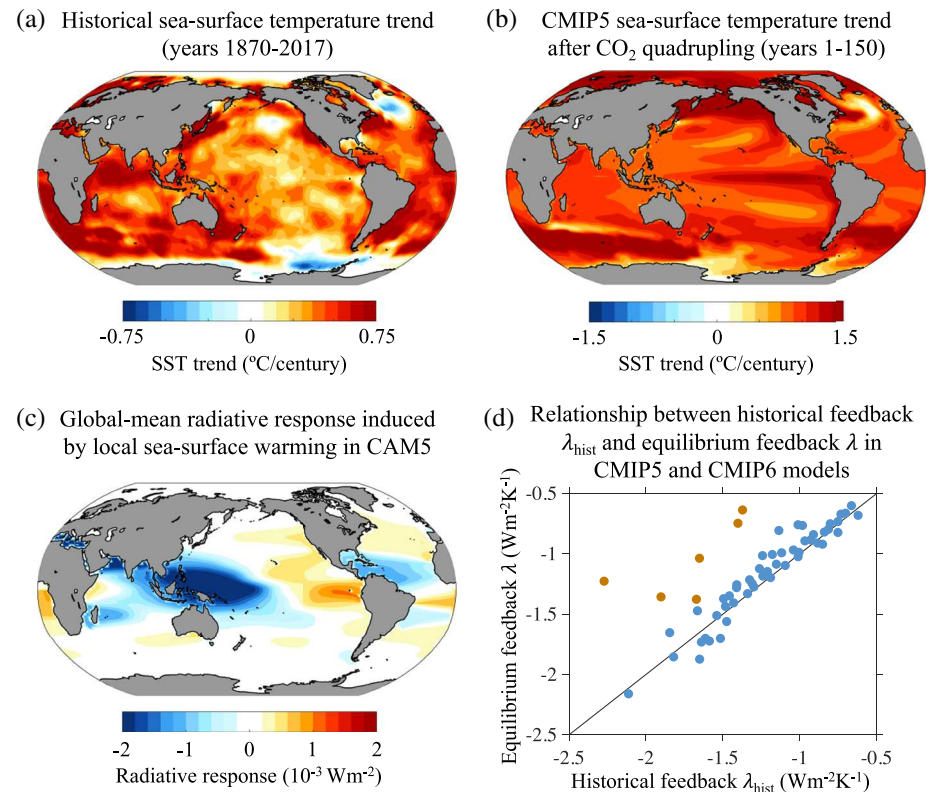 (a) Historical sea-surface temperature trend
(years 1870-2017)
-0.75 0 0.75
SST trend (ºC/century)
(b) CMIP5 sea-surface temperature trend
after CO₂ quadrupling (years 1-150)
-1.5 0 1.5
SST trend (ºC/century)
(c) Global-mean radiative response induced
by local sea-surface warming in CAM5
-2 -1 0 1 2
Radiative response (10⁻³ Wm⁻²)
(d) Relationship between historical feedback
λhist and equilibrium feedback λ in
CMIP5 and CMIP6 models
Equilibrium feedback λ (Wm⁻²K⁻¹)
-0.5
-1
-1.5
-2
-2.5
-2.5 -2 -1.5 -1 -0.5
Historical feedback λhist (Wm⁻²K⁻¹)